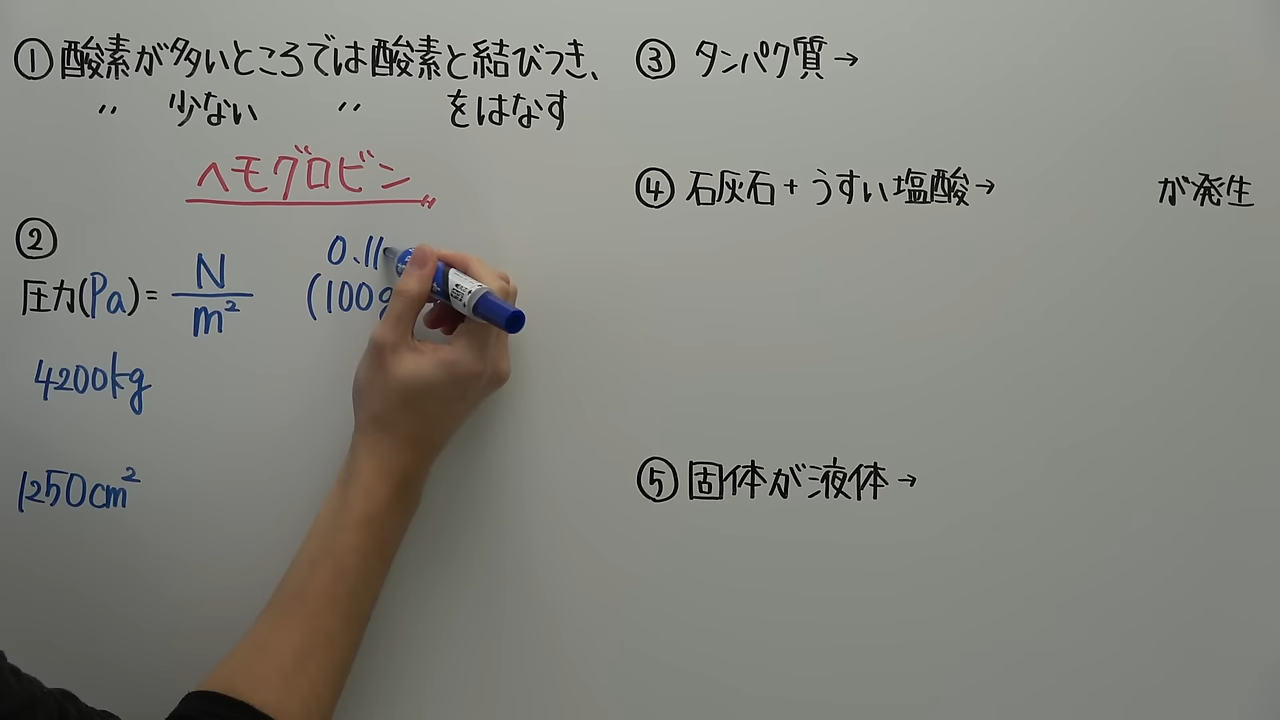 ① 酸素が多いところでは酸素と結びつき、
〃 少ない 〃 をはなす
ヘモグロビン
②
圧力(Pa) = N/m²
0.11
(100g
4200kg
1250cm²
③ タンパク質→
④ 石灰石+うすい塩酸→ が発生
⑤ 固体が液体→